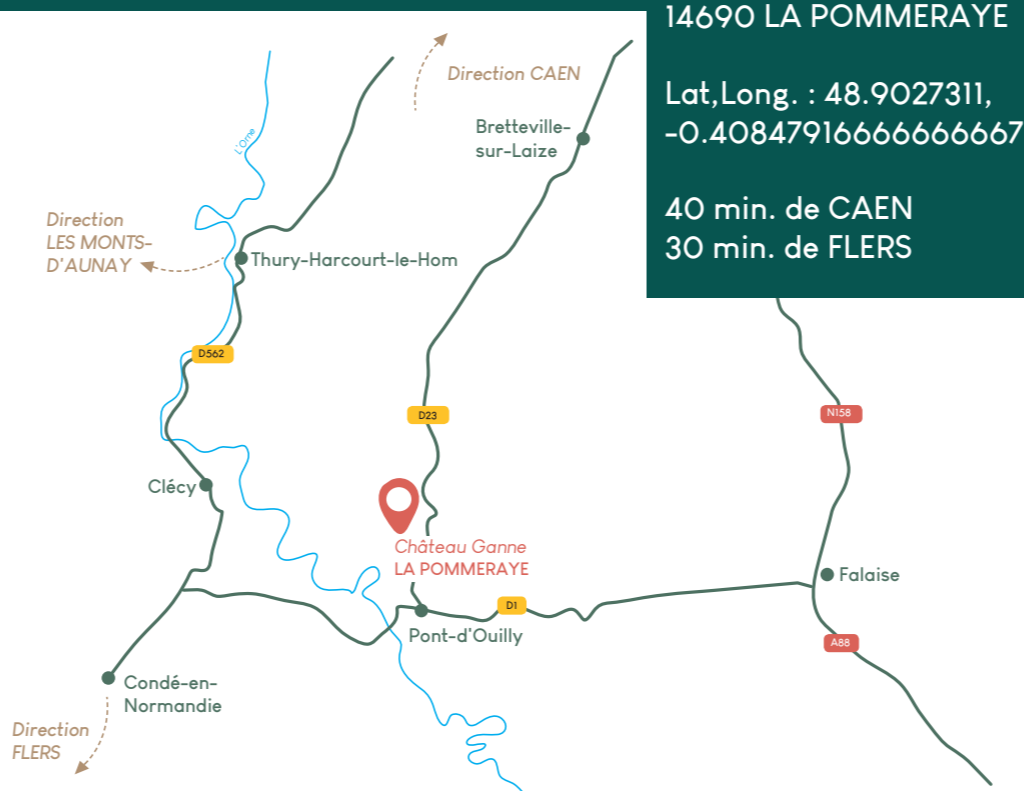 14690 LA POMMERAYE
Lat,Long. : 48.9027311,
-0.40847916666666667
40 min. de CAEN
30 min. de FLERS
Direction CAEN
Bretteville-
sur-Laize
L'Orne
Direction
LES MONTS-
D'AUNAY
Thury-Harcourt-le-Hom
D562
D23
N158
Clécy
Château Ganne
LA POMMERAYE
Falaise
D1
Pont-d'Ouilly
A88
Condé-en-
Normandie
Direction
FLERS